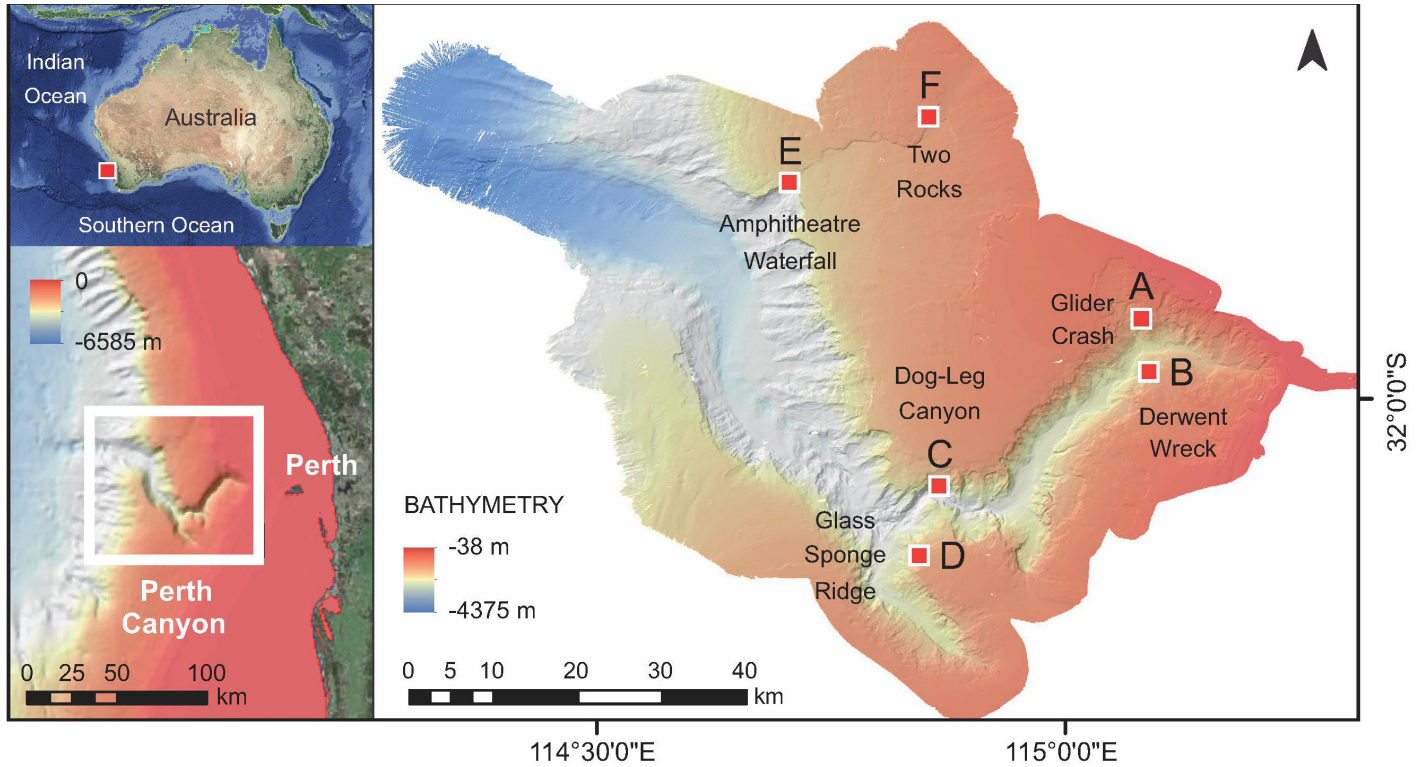 Indian
Ocean
Australia
Southern Ocean
0
-6585 m
Perth
Perth
Canyon
0 25 50 100
km
F
Two
Rocks
E
Amphitheatre
Waterfall
A
Glider
Crash
B
Derwent
Wreck
Dog-Leg
Canyon
C
Glass
Sponge
Ridge
D
BATHYMETRY
-38 m
-4375 m
0 5 10 20 30 40
km
32°0'0"S
114°30'0"E
115°0'0"E